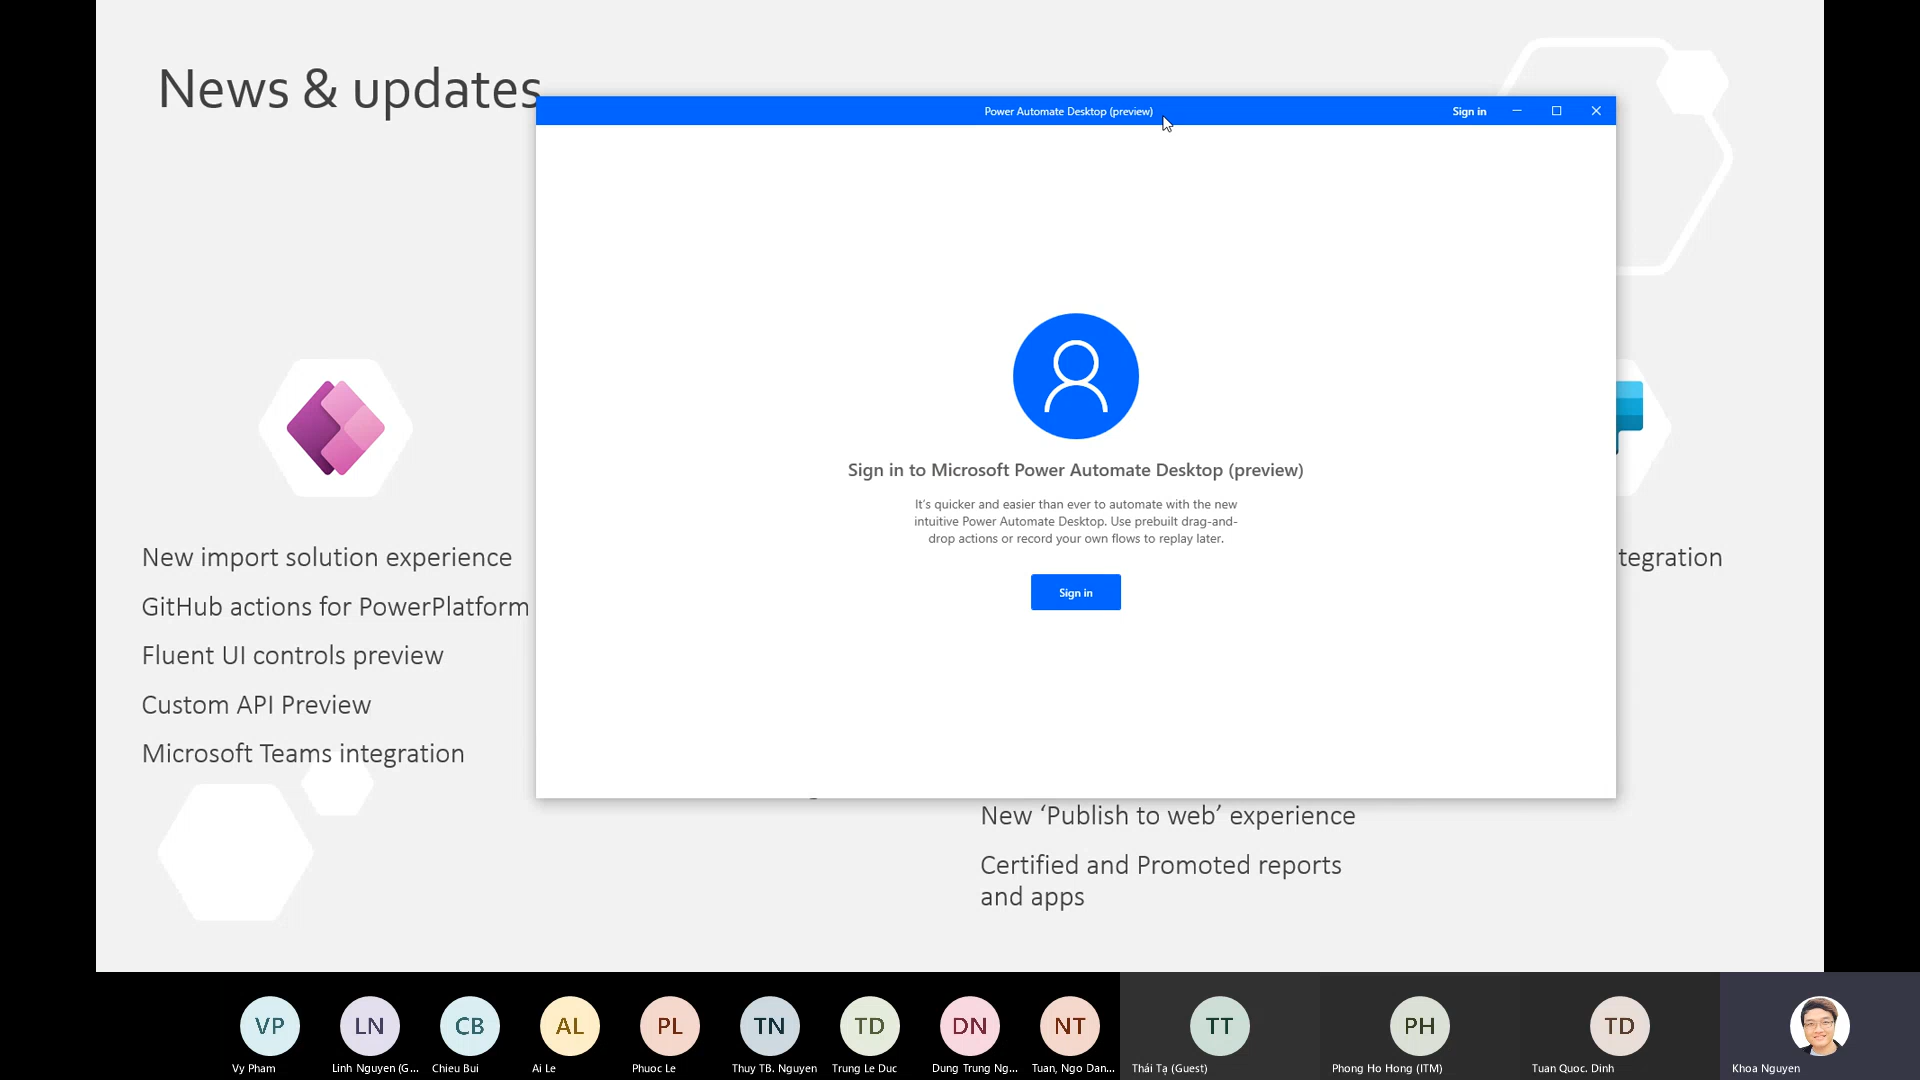 News & updates
Power Automate Desktop (preview)
Sign in
Sign in to Microsoft Power Automate Desktop (preview)
It's quicker and easier than ever to automate with the new
intuitive Power Automate Desktop. Use prebuilt drag-and-
drop actions or record your own flows to replay later.
Sign in
New import solution experience
GitHub actions for PowerPlatform
Fluent UI controls preview
Custom API Preview
Microsoft Teams integration
tegration
New ‘Publish to web’ experience
Certified and Promoted reports
and apps
VP
LN
CB
AL
PL
TN
TD
DN
NT
TT
PH
TD
Vy Pham
Linh Nguyen (G...
Chieu Bui
Ai Le
Phuoc Le
Thuy TB. Nguyen
Trung Le Duc
Dung Trung Ng...
Tuan, Ngo Dan...
Thái Tạ (Guest)
Phong Ho Hong (ITM)
Tuan Quoc. Dinh
Khoa Nguyen